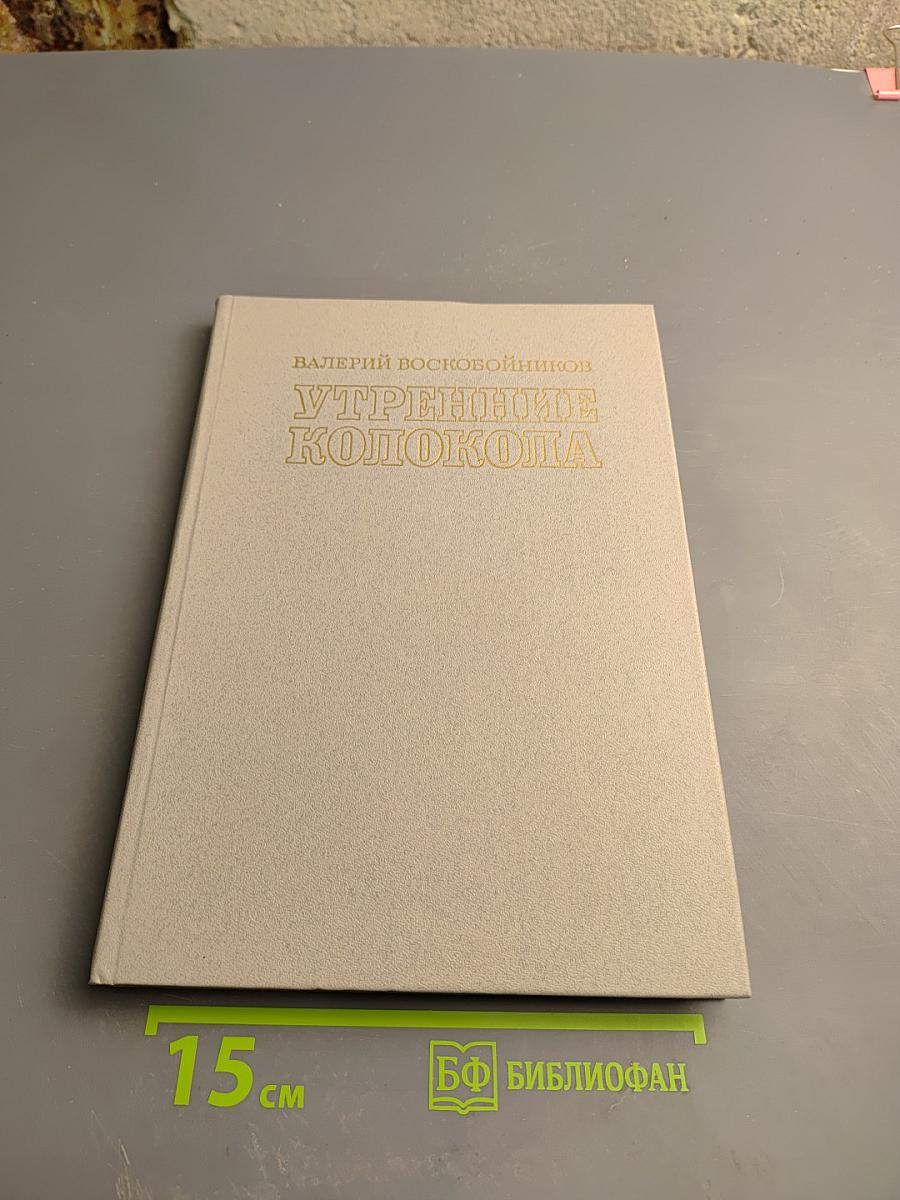 ВАЛЕРИЙ ВОСКОБОЙНИКОВ
УТРЕННИЕ
КОЛОКОЛА
15 см
БФ БИБЛИОФАН